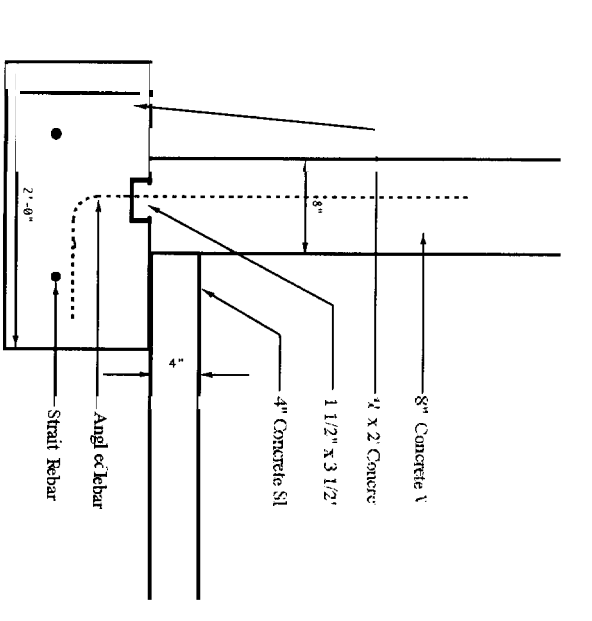 8" Concrete
x 2' Concre
1 1/2" x 3 1/2'
4" Concrete Sl
Angl
Strait Rebar
8"
4"
2'-0"